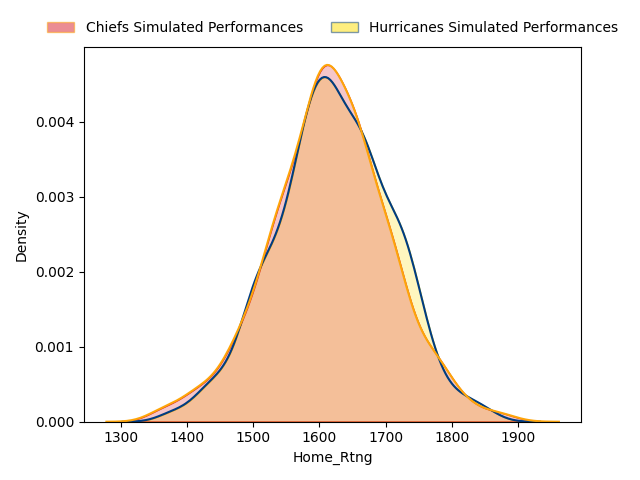 Chiefs Simulated Performances Hurricanes Simulated Performances
0.004
0.003
Density
0.002
0.001
0.000
1300 1400 1500 1600 1700 1800 1900
Home_Rtng